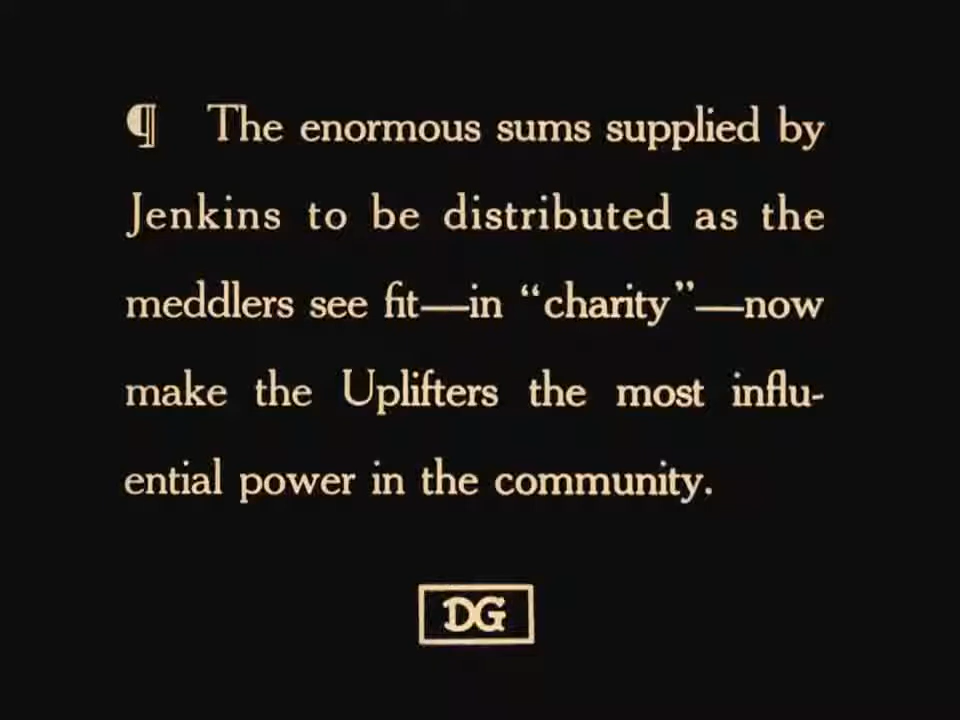 ¶ The enormous sums supplied by
Jenkins to be distributed as the
meddlers see fit—in “charity”—now
make the Uplifters the most influ-
ential power in the community.
DG